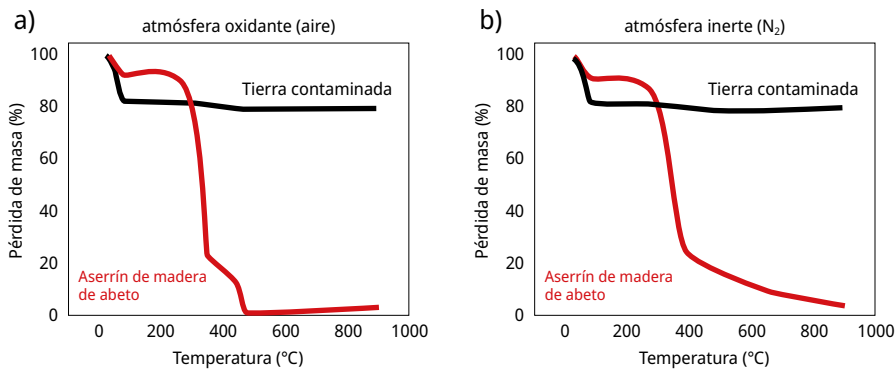 a)
atmósfera oxidante (aire)
100
80
60
40
20
0
Pérdida de masa (%)
Tierra contaminada
Aserrín de madera
de abeto
0 200 400 600 800 1000
Temperatura (°C)
b)
atmósfera inerte (N₂)
100
80
60
40
20
0
Pérdida de masa (%)
Tierra contaminada
Aserrín de madera
de abeto
0 200 400 600 800 1000
Temperatura (°C)